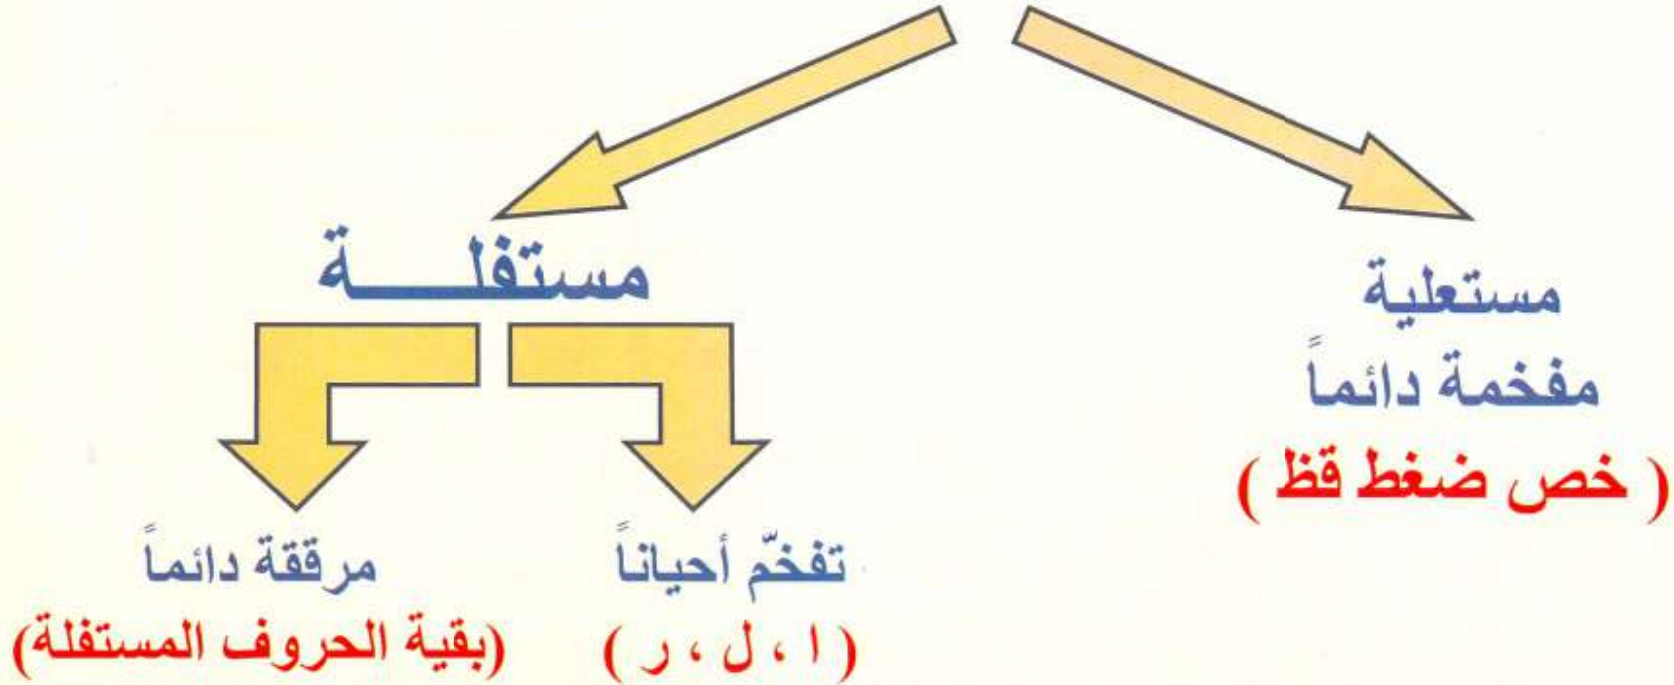 مستعلية
مفخمة دائماً
( خص ضغط قظ )
مستفلـــــة
تفخّم أحياناً
( ا ، ل ، ر )
مرققة دائماً
(بقية الحروف المستفلة)